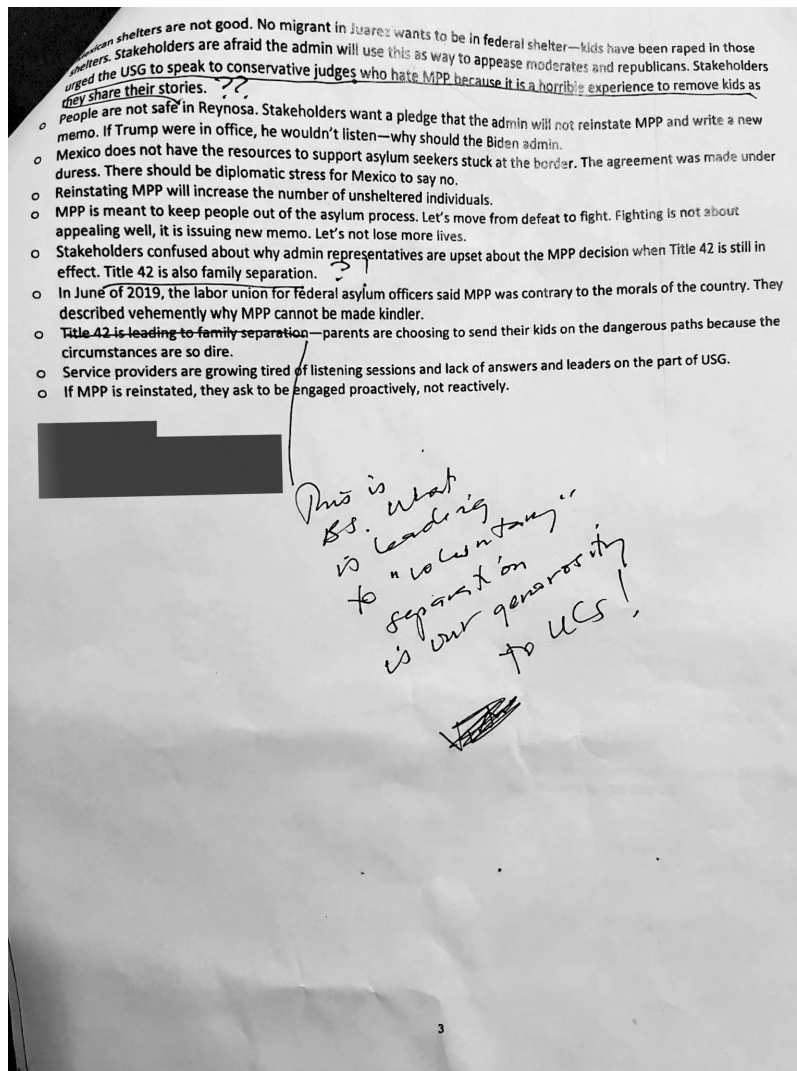 Mexican shelters are not good. No migrant in Juarez wants to be in federal shelter—kids have been raped in those
shelters. Stakeholders are afraid the admin will use this as way to appease moderates and republicans. Stakeholders
urged the USG to speak to conservative judges who hate MPP because it is a horrible experience to remove kids as
they share their stories. ??
o People are not safe in Reynosa. Stakeholders want a pledge that the admin will not reinstate MPP and write a new
memo. If Trump were in office, he wouldn't listen—why should the Biden admin.
o Mexico does not have the resources to support asylum seekers stuck at the border. The agreement was made under
duress. There should be diplomatic stress for Mexico to say no.
o Reinstating MPP will increase the number of unsheltered individuals.
o MPP is meant to keep people out of the asylum process. Let's move from defeat to fight. Fighting is not about
appealing well, it is issuing new memo. Let's not lose more lives.
o Stakeholders confused about why admin representatives are upset about the MPP decision when Title 42 is still in
effect. Title 42 is also family separation. ?!
o In June of 2019, the labor union for federal asylum officers said MPP was contrary to the morals of the country. They
described vehemently why MPP cannot be made kindler.
o Title 42 is leading to family separation—parents are choosing to send their kids on the dangerous paths because the
circumstances are so dire.
o Service providers are growing tired of listening sessions and lack of answers and leaders on the part of USG.
o If MPP is reinstated, they ask to be engaged proactively, not reactively.
This is
BS. What
is leading
to "voluntary"
separation
is our generosity
to UCs!
3